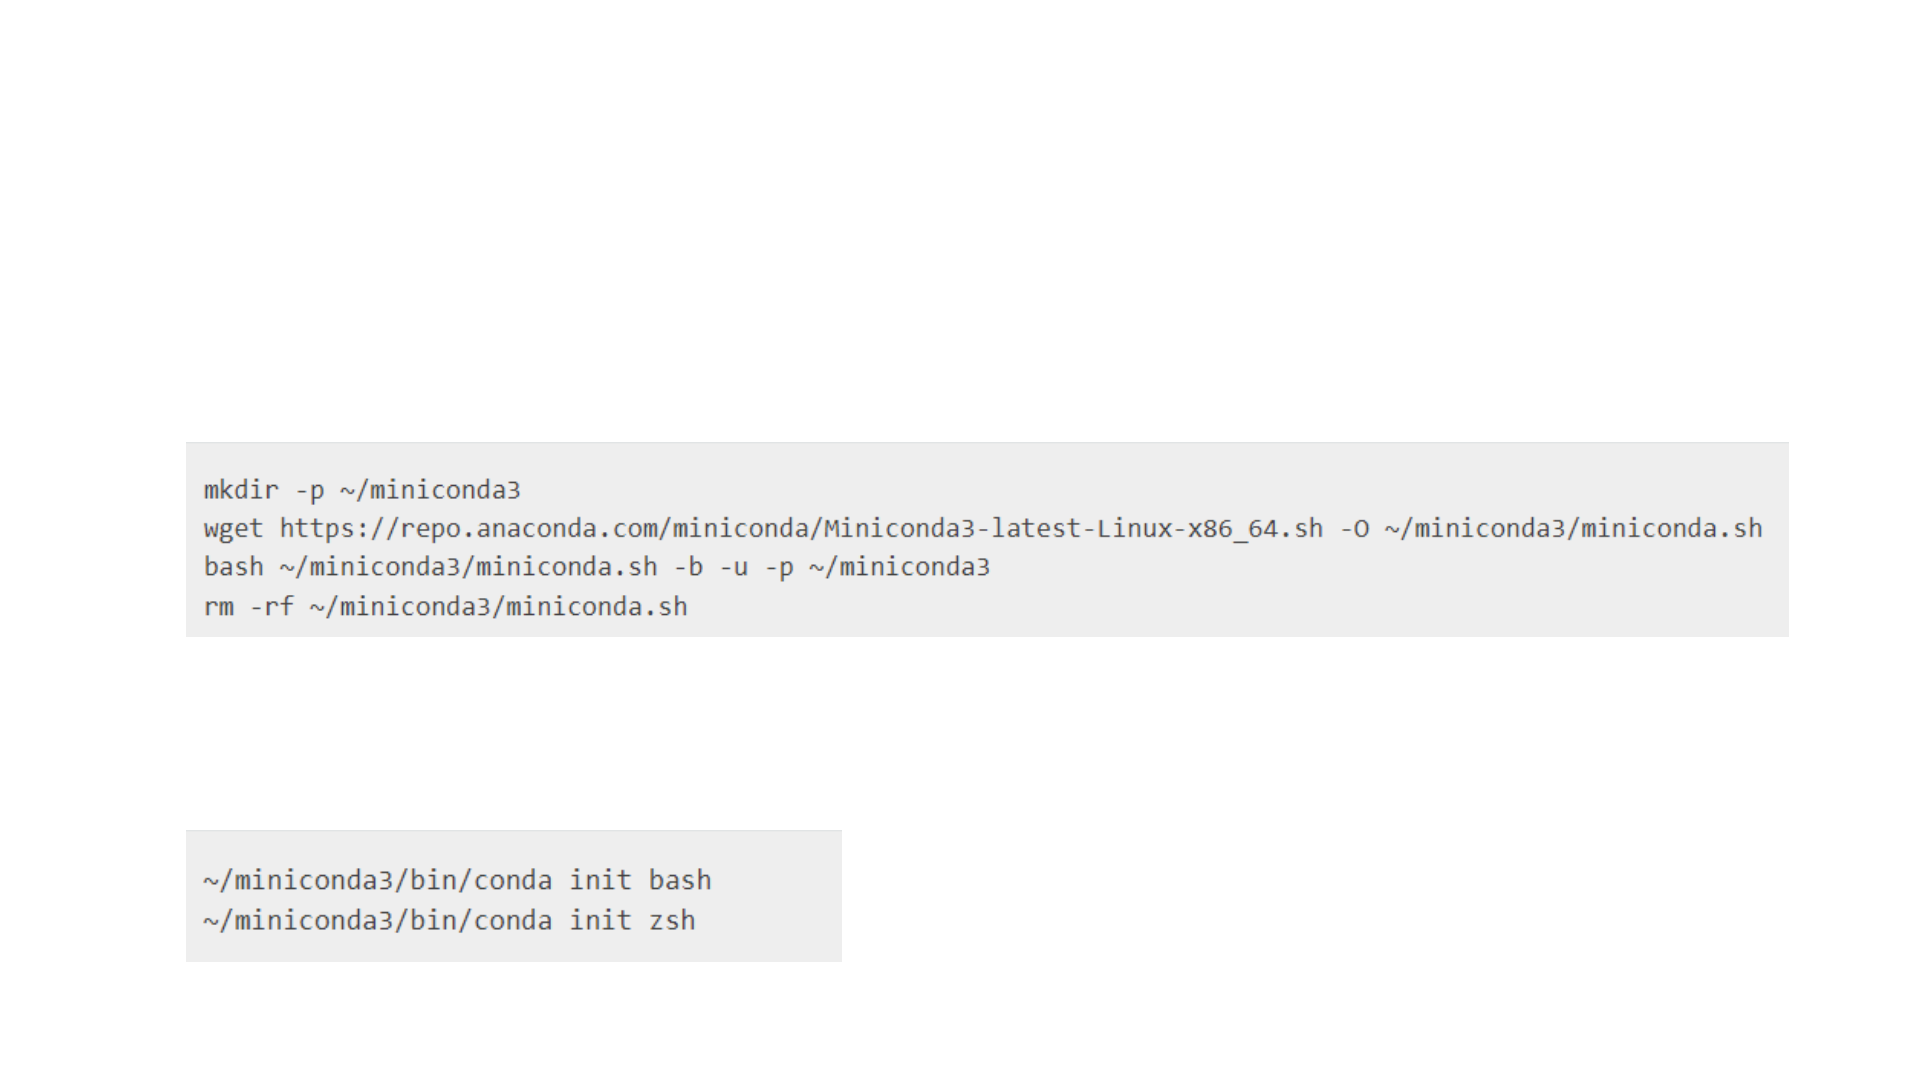 mkdir -p ~/miniconda3
wget https://repo.anaconda.com/miniconda/Miniconda3-latest-Linux-x86_64.sh -O ~/miniconda3/miniconda.sh
bash ~/miniconda3/miniconda.sh -b -u -p ~/miniconda3
rm -rf ~/miniconda3/miniconda.sh
~/miniconda3/bin/conda init bash
~/miniconda3/bin/conda init zsh